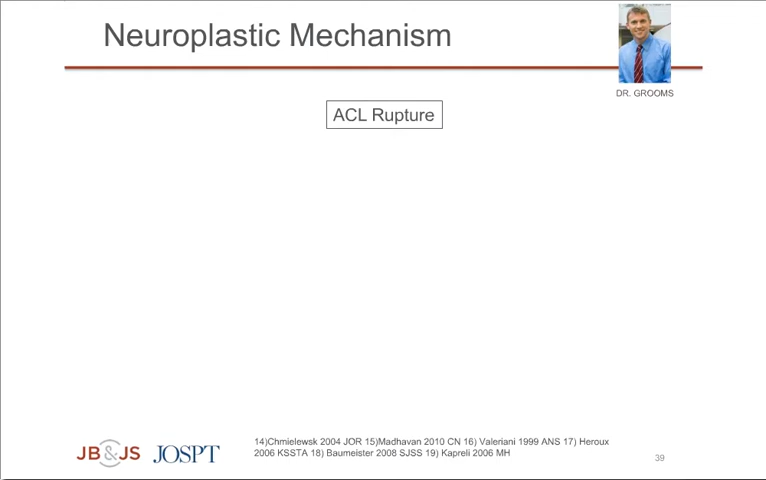 Neuroplastic Mechanism
DR. GROOMS
ACL Rupture
JB&JS JOSPT
14)Chmielewsk 2004 JOR 15)Madhavan 2010 CN 16) Valeriani 1999 ANS 17) Heroux
2006 KSSTA 18) Baumeister 2008 SJSS 19) Kapreli 2006 MH
39